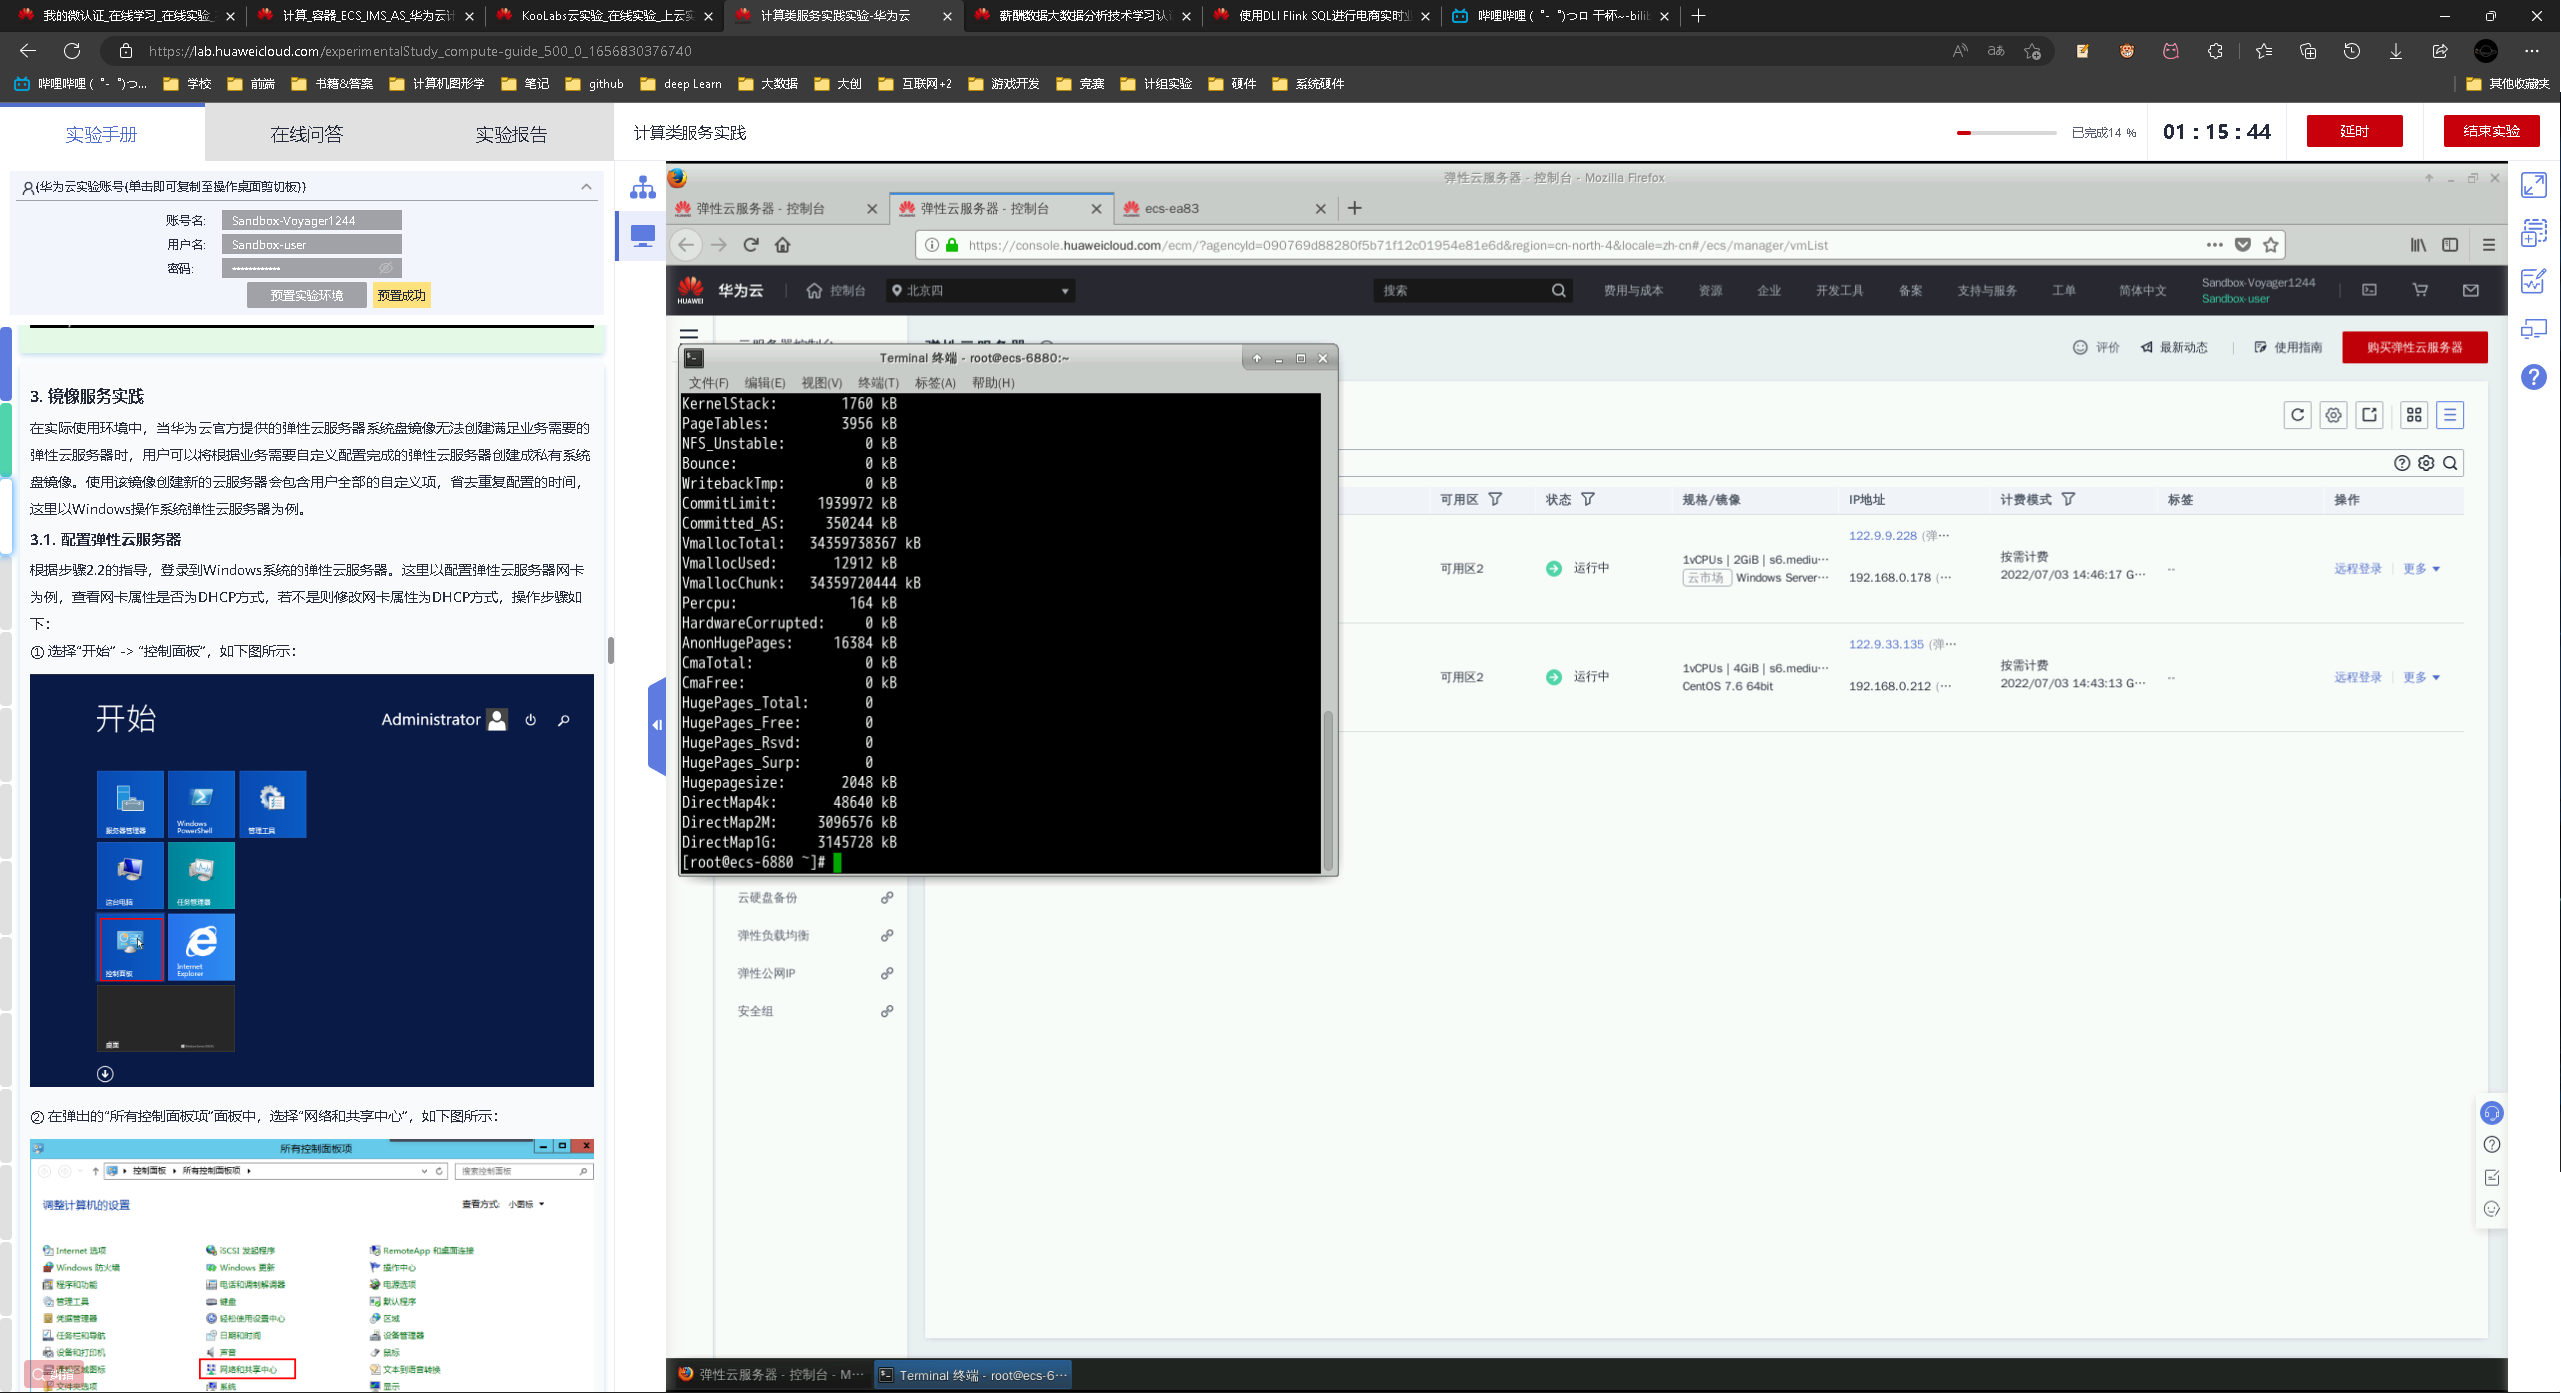 我的微认证_在线学习_在线实验_
计算_容器_ECS_IMS_AS_华为云计
KooLabs云实验_在线实验_上云实
计算类服务实践实验-华为云
薪酬数据大数据分析技术学习认证
使用DLI Flink SQL进行电商实时业
哔哩哔哩 (゜-゜)つロ 干杯~-bilib
https://lab.huaweicloud.com/experimentalStudy_compute-guide_500_0_1656830376740
哔哩哔哩 (゜-゜)つ...
学校
前端
书籍&答案
计算机图形学
笔记
github
deep Learn
大数据
大创
互联网+2
游戏开发
竞赛
计组实验
硬件
系统硬件
其他收藏夹
实验手册
在线问答
实验报告
计算类服务实践
已完成14 %
01 : 15 : 44
延时
结束实验
(华为云实验账号(单击即可复制至操作桌面剪切板))
账号名:
Sandbox-Voyager1244
用户名:
Sandbox-user
密码:
************
预置实验环境
预置成功
3. 镜像服务实践
在实际使用环境中，当华为云官方提供的弹性云服务器系统盘镜像无法创建满足业务需要的
弹性云服务器时，用户可以将根据业务需要自定义配置完成的弹性云服务器创建成私有系统
盘镜像。使用该镜像创建新的云服务器会包含用户全部的自定义项，省去重复配置的时间，
这里以Windows操作系统弹性云服务器为例。
3.1. 配置弹性云服务器
根据步骤2.2的指导，登录到Windows系统的弹性云服务器。这里以配置弹性云服务器网卡
为例，查看网卡属性是否为DHCP方式，若不是则修改网卡属性为DHCP方式，操作步骤如
下：
① 选择“开始” -> “控制面板”，如下图所示：
开始
Administrator
服务器管理器
Windows PowerShell
管理工具
这台电脑
任务管理器
控制面板
Internet Explorer
桌面
② 在弹出的“所有控制面板项”面板中，选择“网络和共享中心”，如下图所示：
所有控制面板项
控制面板
所有控制面板项
搜索控制面板
调整计算机的设置
查看方式:
小图标
Internet 选项
iSCSI 发起程序
RemoteApp 和桌面连接
Windows 防火墙
Windows 更新
操作中心
程序和功能
电话和调制解调器
电源选项
管理工具
键盘
默认程序
凭据管理器
轻松使用设置中心
区域
任务栏和导航
日期和时间
设备管理器
设备和打印机
声音
鼠标
通知区域图标
网络和共享中心
文本到语音转换
文件夹选项
系统
显示
纠错
弹性云服务器 - 控制台 - Mozilla Firefox
弹性云服务器 - 控制台
弹性云服务器 - 控制台
ecs-ea83
https://console.huaweicloud.com/ecm/?agencyId=090769d88280f5b71f12c01954e81e6d&region=cn-north-4&locale=zh-cn#/ecs/manager/vmList
HUAWEI
华为云
控制台
北京四
搜索
费用与成本
资源
企业
开发工具
备案
支持与服务
工单
简体中文
Sandbox-Voyager1244
Sandbox-user
评价
最新动态
使用指南
购买弹性云服务器
Terminal 终端 - root@ecs-6880:~
文件(F) 编辑(E) 视图(V) 终端(T) 标签(A) 帮助(H)
KernelStack: 1760 kB
PageTables: 3956 kB
NFS_Unstable: 0 kB
Bounce: 0 kB
WritebackTmp: 0 kB
CommitLimit: 1939972 kB
Committed_AS: 350244 kB
VmallocTotal: 34359738367 kB
VmallocUsed: 12912 kB
VmallocChunk: 34359720444 kB
Percpu: 164 kB
HardwareCorrupted: 0 kB
AnonHugePages: 16384 kB
CmaTotal: 0 kB
CmaFree: 0 kB
HugePages_Total: 0
HugePages_Free: 0
HugePages_Rsvd: 0
HugePages_Surp: 0
Hugepagesize: 2048 kB
DirectMap4k: 48640 kB
DirectMap2M: 3096576 kB
DirectMap1G: 3145728 kB
[root@ecs-6880 ~]#
可用区
状态
规格/镜像
IP地址
计费模式
标签
操作
可用区2
运行中
1vCPUs | 2GiB | s6.mediu···
云市场 Windows Server···
122.9.9.228 (弹···
192.168.0.178 (···
按需计费
2022/07/03 14:46:17 G···
--
远程登录
更多
可用区2
运行中
1vCPUs | 4GiB | s6.mediu···
CentOS 7.6 64bit
122.9.33.135 (弹···
192.168.0.212 (···
按需计费
2022/07/03 14:43:13 G···
--
远程登录
更多
云硬盘备份
弹性负载均衡
弹性公网IP
安全组
弹性云服务器 - 控制台 - M···
Terminal 终端 - root@ecs-6···